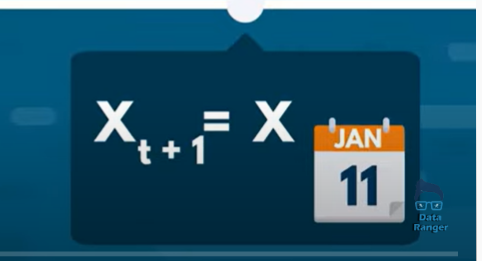 X t + 1 = X
JAN
11
Data
Ranger